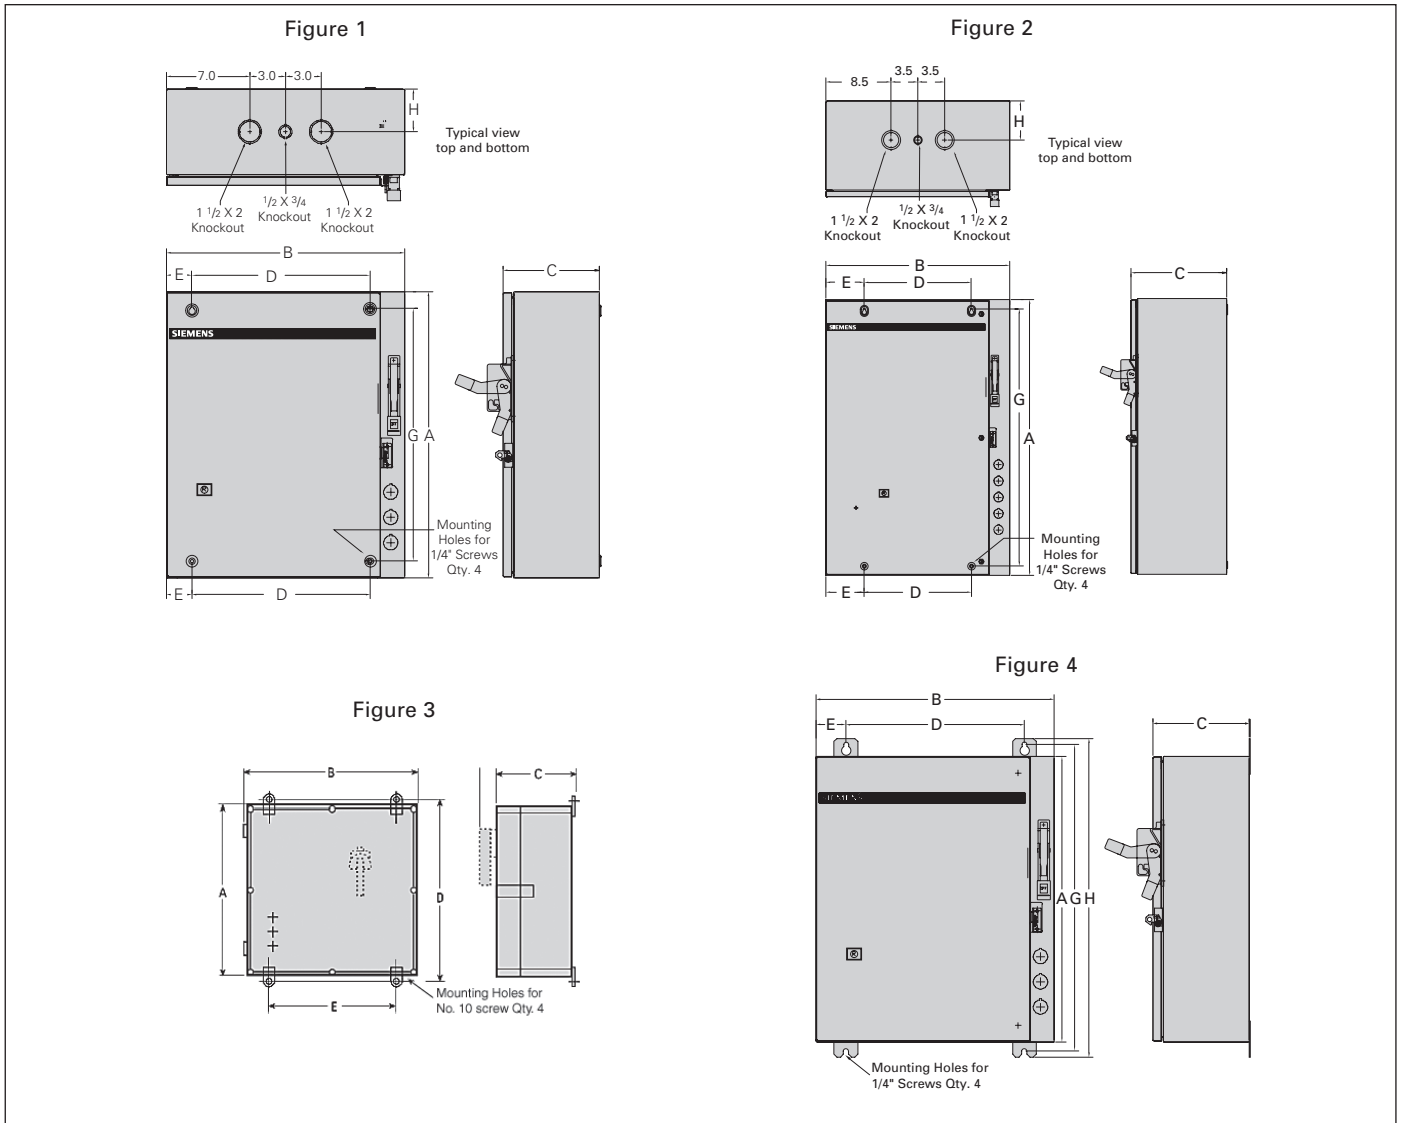 Figure 1
7.0
3.0
3.0
H
Typical view
top and bottom
1 1/2 X 2
Knockout
1/2 X 3/4
Knockout
1 1/2 X 2
Knockout
B
E
D
C
SIEMENS
G
A
Mounting
Holes for
1/4" Screws
Qty. 4
E
D
Figure 2
8.5
3.5
3.5
H
Typical view
top and bottom
1 1/2 X 2
Knockout
1/2 X 3/4
Knockout
1 1/2 X 2
Knockout
B
E
D
C
SIEMENS
G
A
Mounting
Holes for
1/4" Screws
Qty. 4
E
D
Figure 3
B
C
A
D
E
Mounting Holes for
No. 10 screw Qty. 4
Figure 4
B
E
D
C
SIEMENS
A
G
H
Mounting Holes for
1/4" Screws Qty. 4